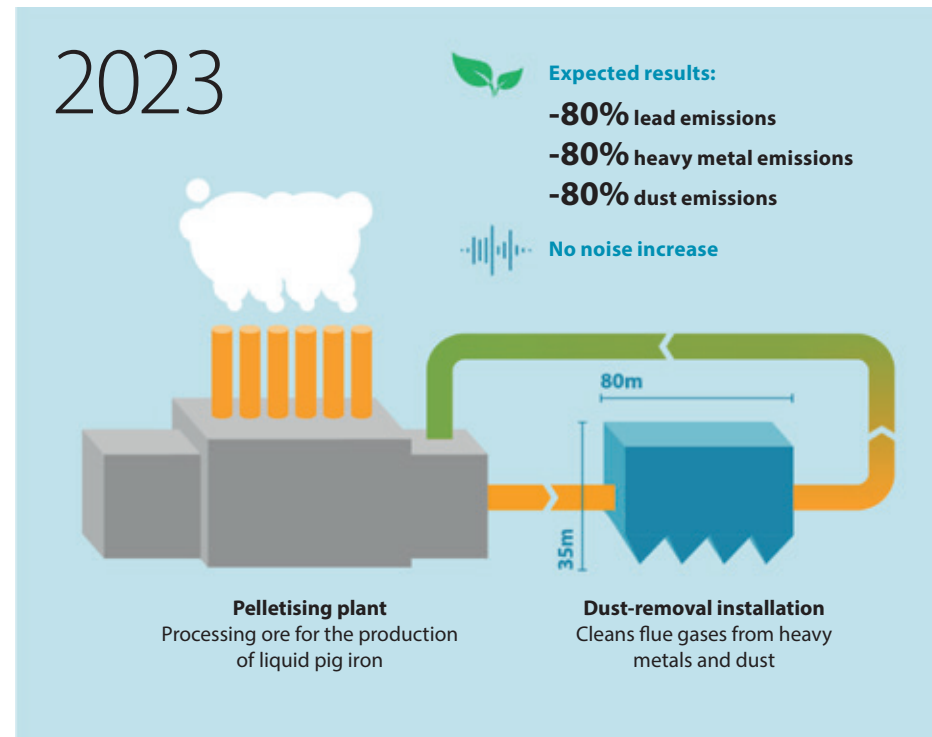 2023
Expected results:
-80% lead emissions
-80% heavy metal emissions
-80% dust emissions
No noise increase
80m
35m
Pelletising plant
Processing ore for the production
of liquid pig iron
Dust-removal installation
Cleans flue gases from heavy
metals and dust